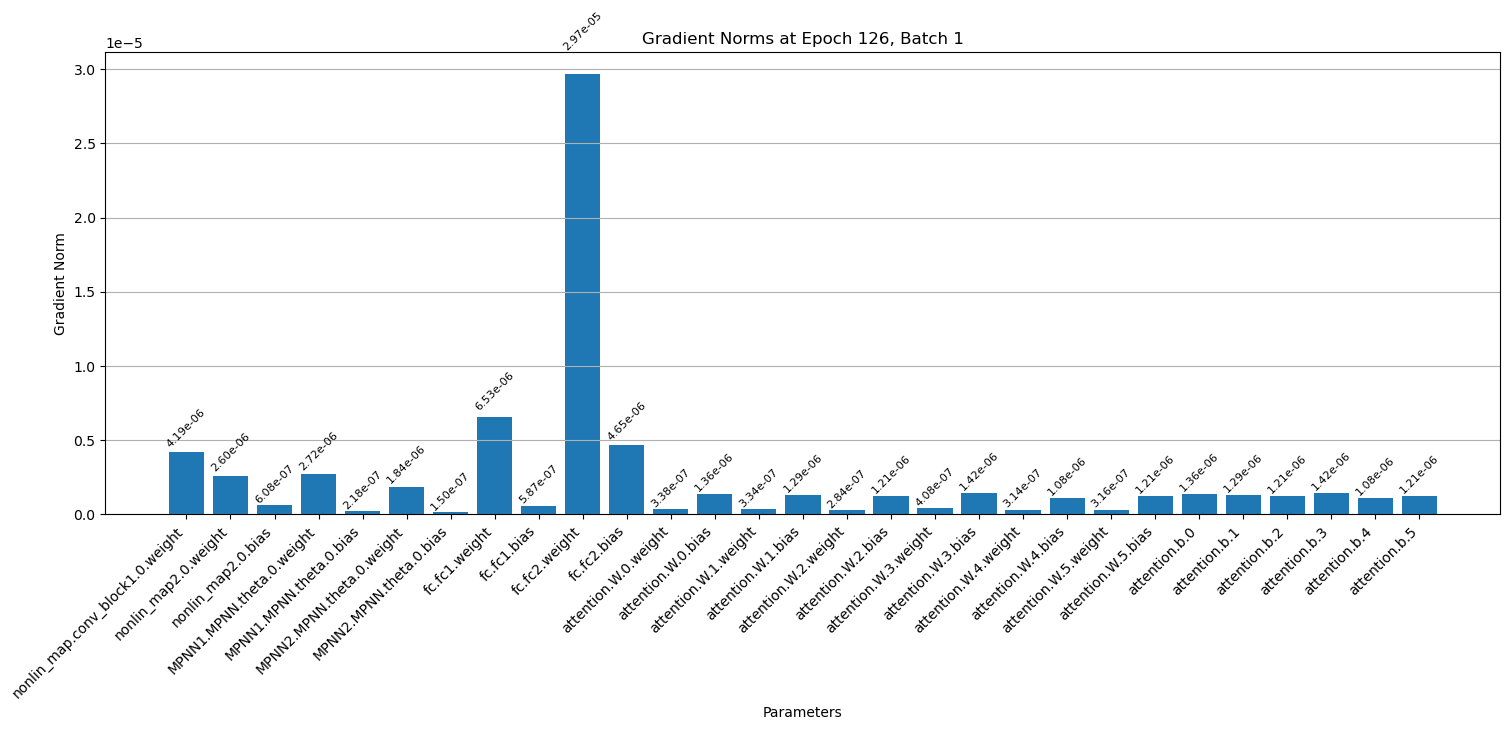 Gradient Norms at Epoch 126, Batch 1
1e−5
3.0
2.5
2.0
1.5
1.0
0.5
0.0
Gradient Norm
4.19e-06
2.60e-06
6.08e-07
2.72e-06
2.18e-07
1.84e-06
1.50e-07
6.53e-06
5.87e-07
2.97e-05
4.65e-06
3.38e-07
1.36e-06
3.34e-07
1.29e-06
2.84e-07
1.21e-06
4.08e-07
1.42e-06
3.14e-07
1.08e-06
3.16e-07
1.21e-06
1.36e-06
1.29e-06
1.21e-06
1.42e-06
1.08e-06
1.21e-06
nonlin_map.conv_block1.0.weight
nonlin_map2.0.weight
nonlin_map2.0.bias
MPNN1.MPNN.theta.0.weight
MPNN1.MPNN.theta.0.bias
MPNN2.MPNN.theta.0.weight
MPNN2.MPNN.theta.0.bias
fc.fc1.weight
fc.fc1.bias
fc.fc2.weight
fc.fc2.bias
attention.W.0.weight
attention.W.0.bias
attention.W.1.weight
attention.W.1.bias
attention.W.2.weight
attention.W.2.bias
attention.W.3.weight
attention.W.3.bias
attention.W.4.weight
attention.W.4.bias
attention.W.5.weight
attention.W.5.bias
attention.b.0
attention.b.1
attention.b.2
attention.b.3
attention.b.4
attention.b.5
Parameters